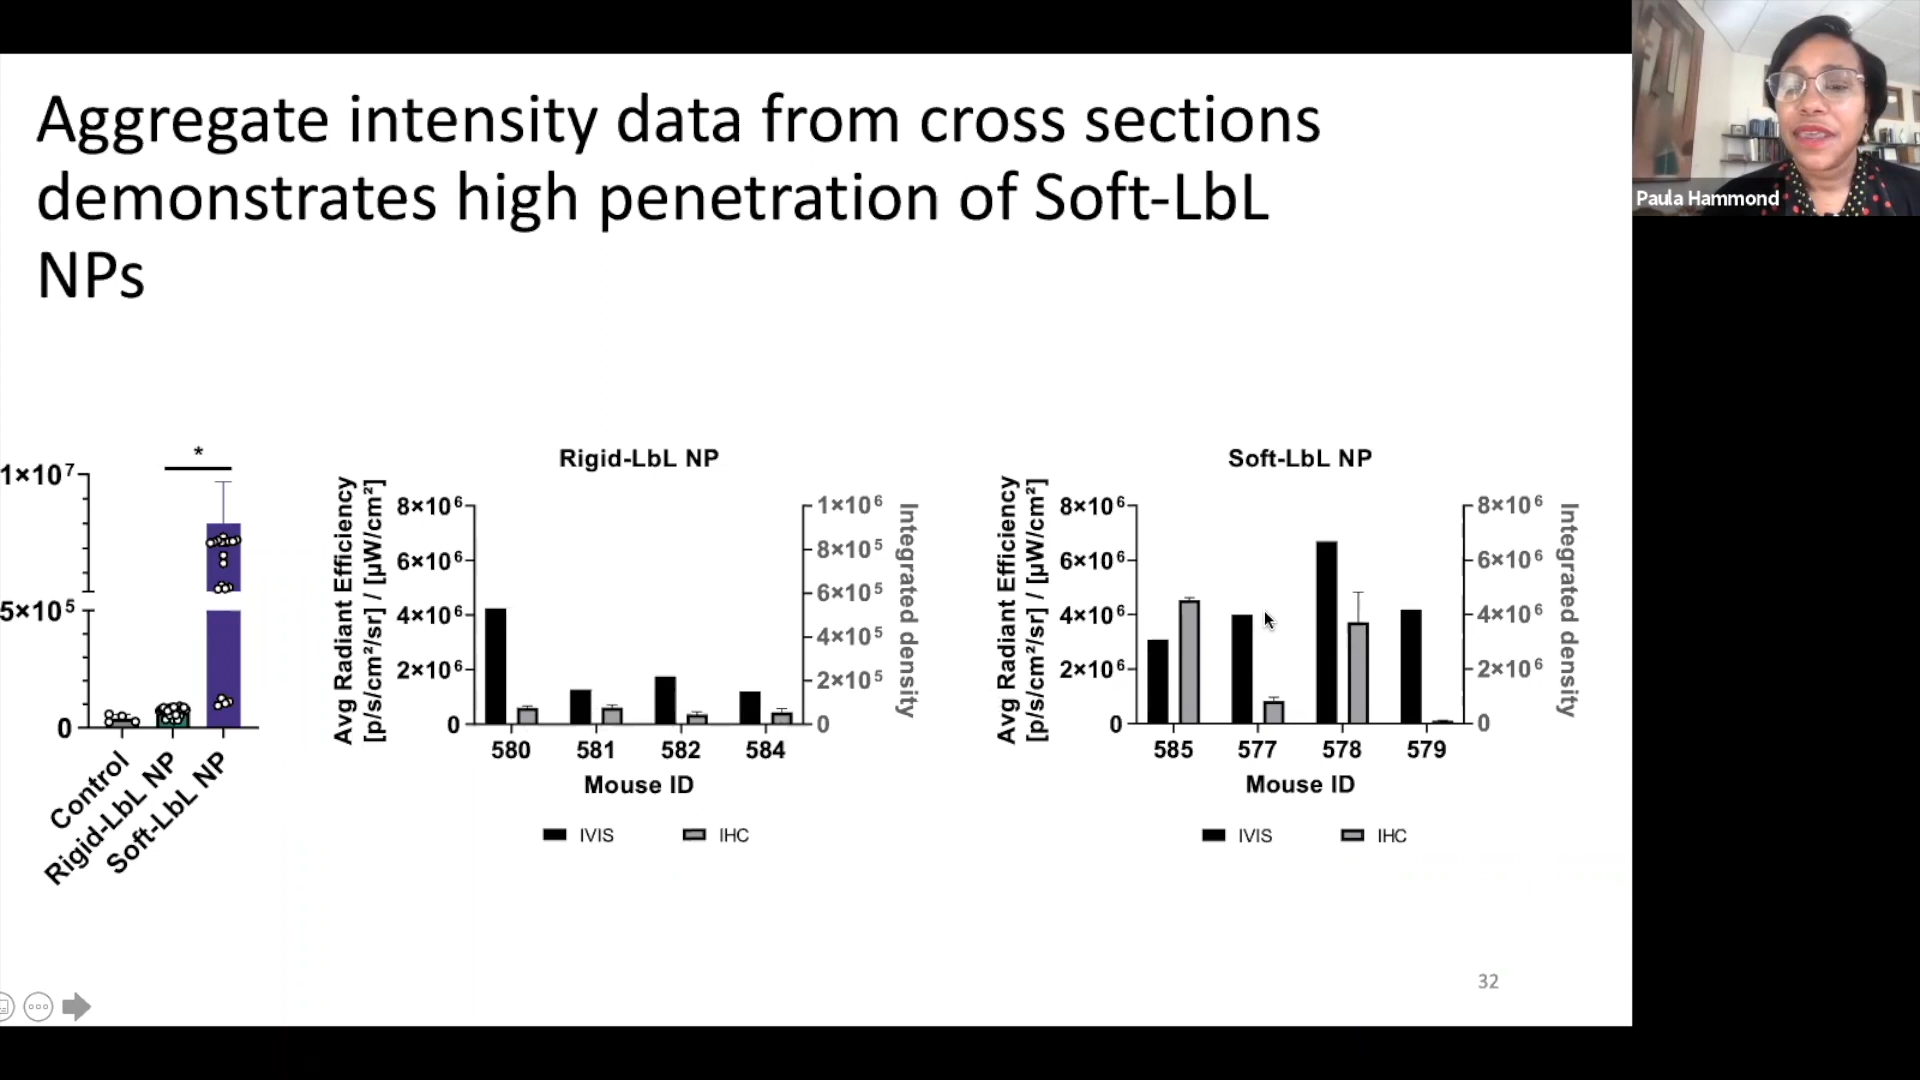 Aggregate intensity data from cross sections
demonstrates high penetration of Soft-LbL
NPs
Paula Hammond
*
1×10⁷
5×10⁵
0
Control
Rigid-LbL NP
Soft-LbL NP
Rigid-LbL NP
Avg Radiant Efficiency
[p/s/cm²/sr] / [µW/cm²]
8×10⁶
6×10⁶
4×10⁶
2×10⁶
0
1×10⁶
8×10⁵
6×10⁵
4×10⁵
2×10⁵
0
Integrated density
580 581 582 584
Mouse ID
IVIS IHC
Soft-LbL NP
Avg Radiant Efficiency
[p/s/cm²/sr] / [µW/cm²]
8×10⁶
6×10⁶
4×10⁶
2×10⁶
0
8×10⁶
6×10⁶
4×10⁶
2×10⁶
0
Integrated density
585 577 578 579
Mouse ID
IVIS IHC
32